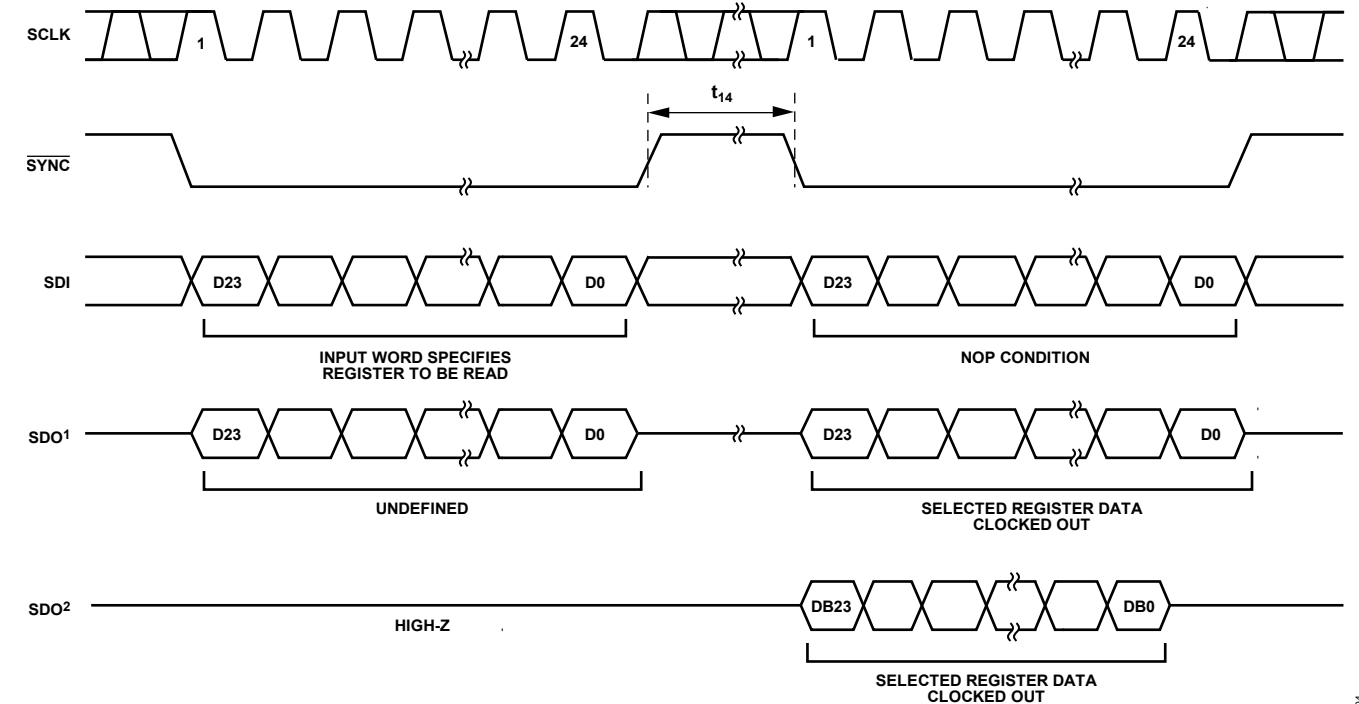 SCLK
1
24
1
24
t14
SYNC
SDI
D23
D0
D23
D0
INPUT WORD SPECIFIES
REGISTER TO BE READ
NOP CONDITION
SDO1
D23
D0
D23
D0
UNDEFINED
SELECTED REGISTER DATA
CLOCKED OUT
SDO2
HIGH-Z
DB23
DB0
SELECTED REGISTER DATA
CLOCKED OUT